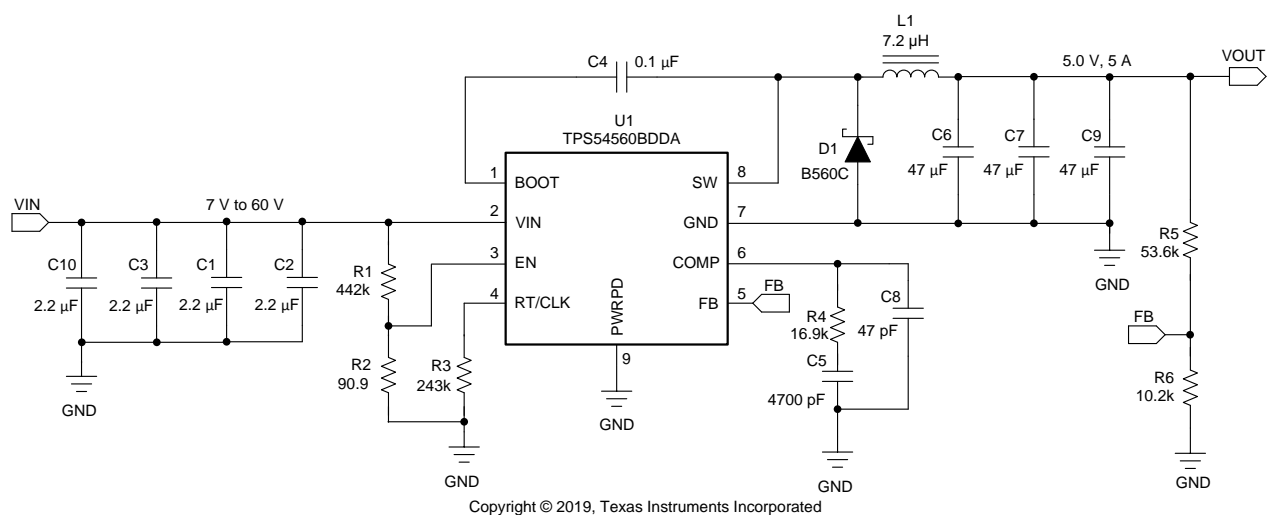 L1
7.2 µH
C4
0.1 µF
5.0 V, 5 A
VOUT
U1
TPS54560BDDA
D1
B560C
C6
47 µF
C7
47 µF
C9
47 µF
1
BOOT
SW
8
VIN
7 V to 60 V
2
VIN
GND
7
GND
3
EN
COMP
6
4
RT/CLK
FB
5
FB
PWRPD
9
GND
C10
2.2 µF
C3
2.2 µF
C1
2.2 µF
C2
2.2 µF
GND
R1
442k
R2
90.9
R3
243k
GND
R4
16.9k
C5
4700 pF
C8
47 pF
GND
R5
53.6k
FB
R6
10.2k
GND
Copyright © 2019, Texas Instruments Incorporated